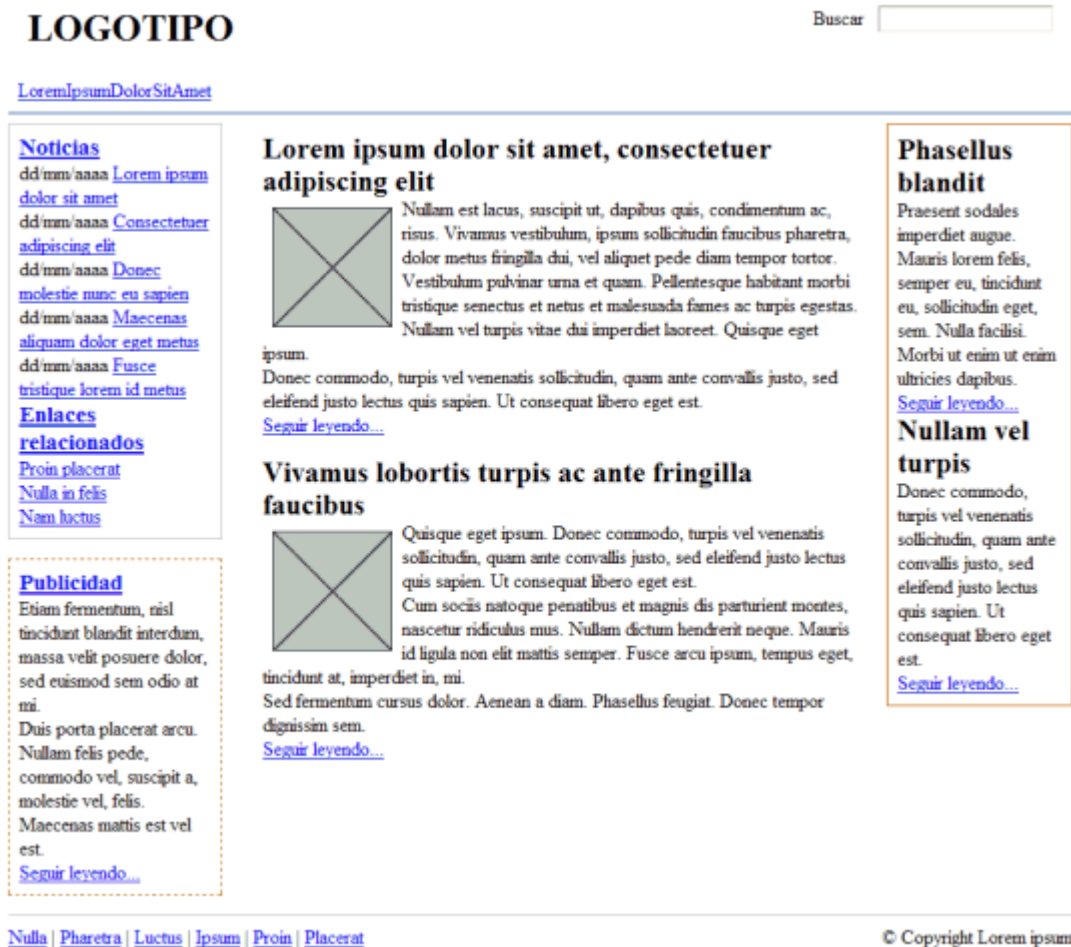 LOGOTIPO
Buscar
LoremIpsumDolorSitAmet
Noticias
dd/mm/aaaa Lorem ipsum
dolor sit amet
dd/mm/aaaa Consectetuer
adipiscing elit
dd/mm/aaaa Donec
molestie nunc eu sapien
dd/mm/aaaa Maecenas
aliquam dolor eget metus
dd/mm/aaaa Fusce
tristique lorem id metus
Enlaces
relacionados
Proin placerat
Nulla in felis
Nam luctus
Publicidad
Etiam fermentum, nisl
tincidunt blandit interdum,
massa velit posuere dolor,
sed euismod sem odio at
mi.
Duis porta placerat arcu.
Nullam felis pede,
commodo vel, suscipit a,
molestie vel, felis.
Maecenas mattis est vel
est.
Seguir leyendo...
Lorem ipsum dolor sit amet, consectetuer
adipiscing elit
Nullam est lacus, suscipit ut, dapibus quis, condimentum ac,
risus. Vivamus vestibulum, ipsum sollicitudin faucibus pharetra,
dolor metus fringilla dui, vel aliquet pede diam tempor tortor.
Vestibulum pulvinar urna et quam. Pellentesque habitant morbi
tristique senectus et netus et malesuada fames ac turpis egestas.
Nullam vel turpis vitae dui imperdiet laoreet. Quisque eget
ipsum.
Donec commodo, turpis vel venenatis sollicitudin, quam ante convallis justo, sed
eleifend justo lectus quis sapien. Ut consequat libero eget est.
Seguir leyendo...
Vivamus lobortis turpis ac ante fringilla
faucibus
Quisque eget ipsum. Donec commodo, turpis vel venenatis
sollicitudin, quam ante convallis justo, sed eleifend justo lectus
quis sapien. Ut consequat libero eget est.
Cum sociis natoque penatibus et magnis dis parturient montes,
nascetur ridiculus mus. Nullam dictum hendrerit neque. Mauris
id ligula non elit mattis semper. Fusce arcu ipsum, tempus eget,
tincidunt at, imperdiet in, mi.
Sed fermentum cursus dolor. Aenean a diam. Phasellus feugiat. Donec tempor
dignissim sem.
Seguir leyendo...
Phasellus
blandit
Praesent sodales
imperdiet augue.
Mauris lorem felis,
semper eu, tincidunt
eu, sollicitudin eget,
sem. Nulla facilisi.
Morbi ut enim ut enim
ultricies dapibus.
Seguir leyendo...
Nullam vel
turpis
Donec commodo,
turpis vel venenatis
sollicitudin, quam ante
convallis justo, sed
eleifend justo lectus
quis sapien. Ut
consequat libero eget
est.
Seguir leyendo...
Nulla | Pharetra | Luctus | Ipsum | Proin | Placerat
© Copyright Lorem ipsum